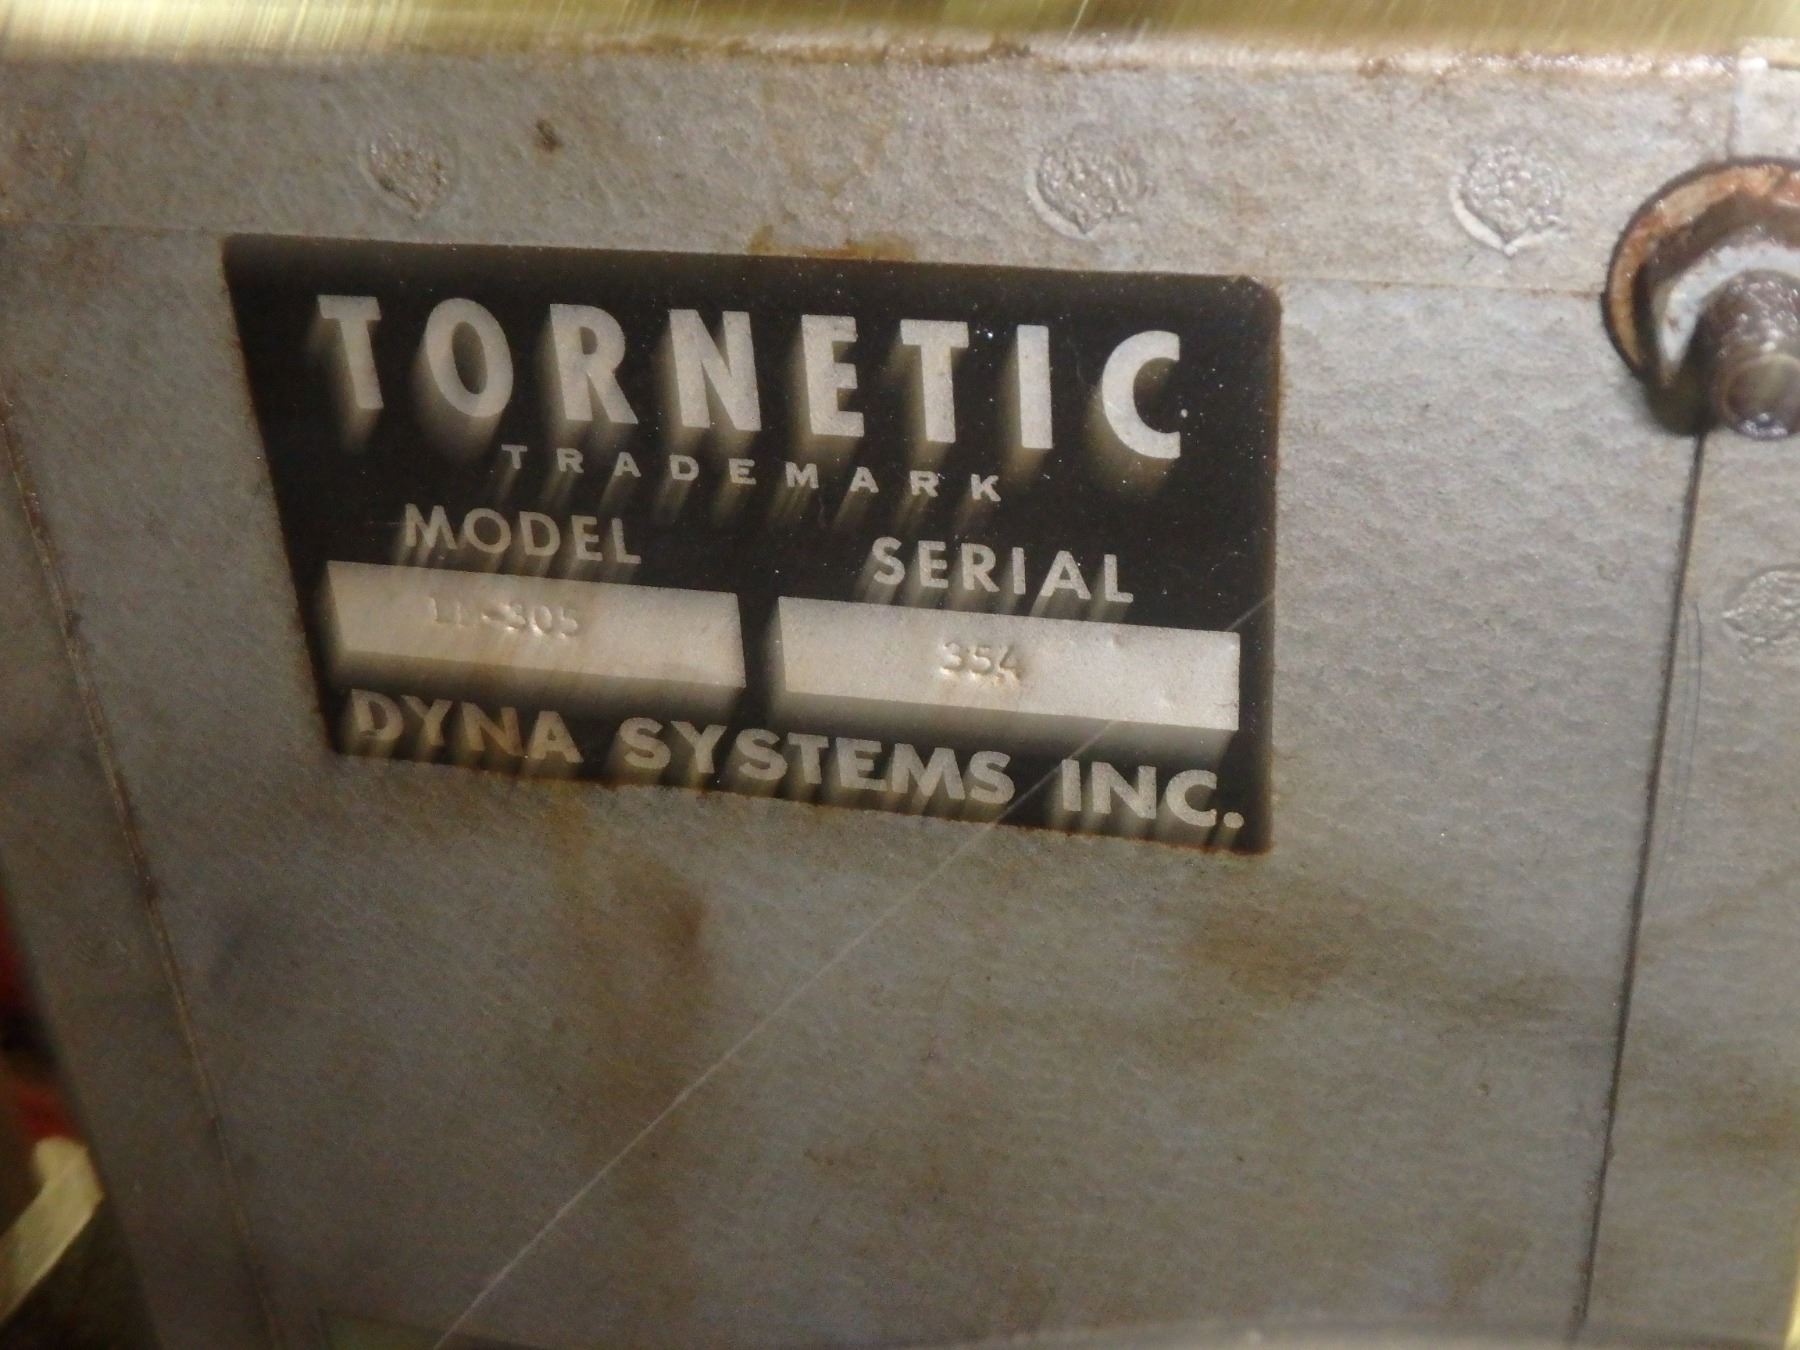 TORNETIC
TRADEMARK
MODEL SERIAL
354
DYNA SYSTEMS INC.